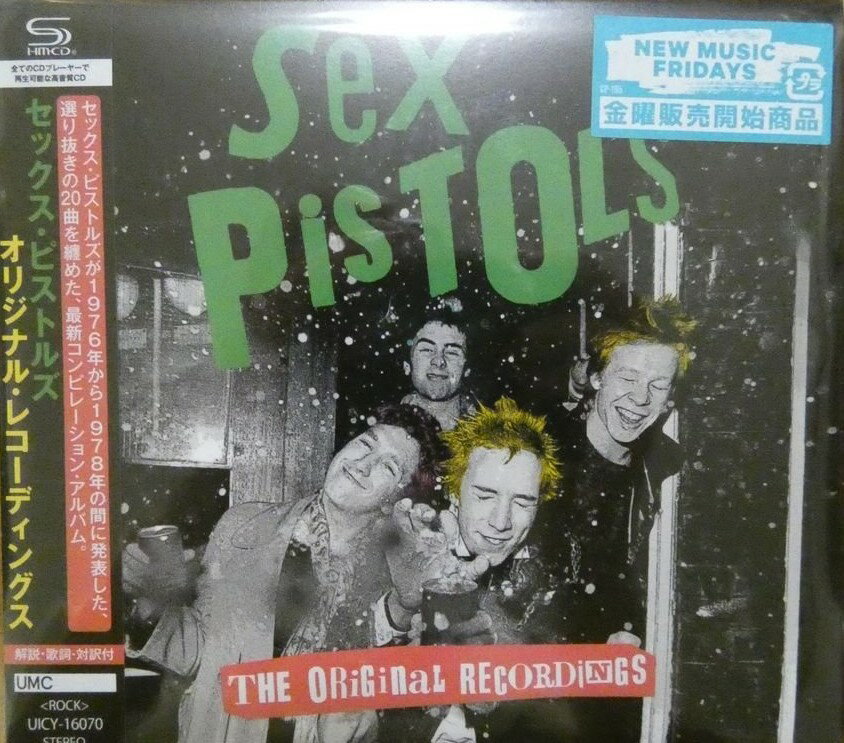 HMCD
全てのCDプレーヤーで
再生可能な高音質CD
セックス・ピストルズが1976年から1978年の間に発表した、
選り抜きの20曲を纏めた、最新コンピレーション・アルバム。
セックス・ピストルズ
オリジナル・レコーディングス
解説・歌詞・対訳付
UMC
<ROCK>
UICY-16070
STEREO
Sex
PiSTOLS
NEW MUSIC
FRIDAYS
金曜販売開始商品
THE ORiGiNaL RECORDiNGS